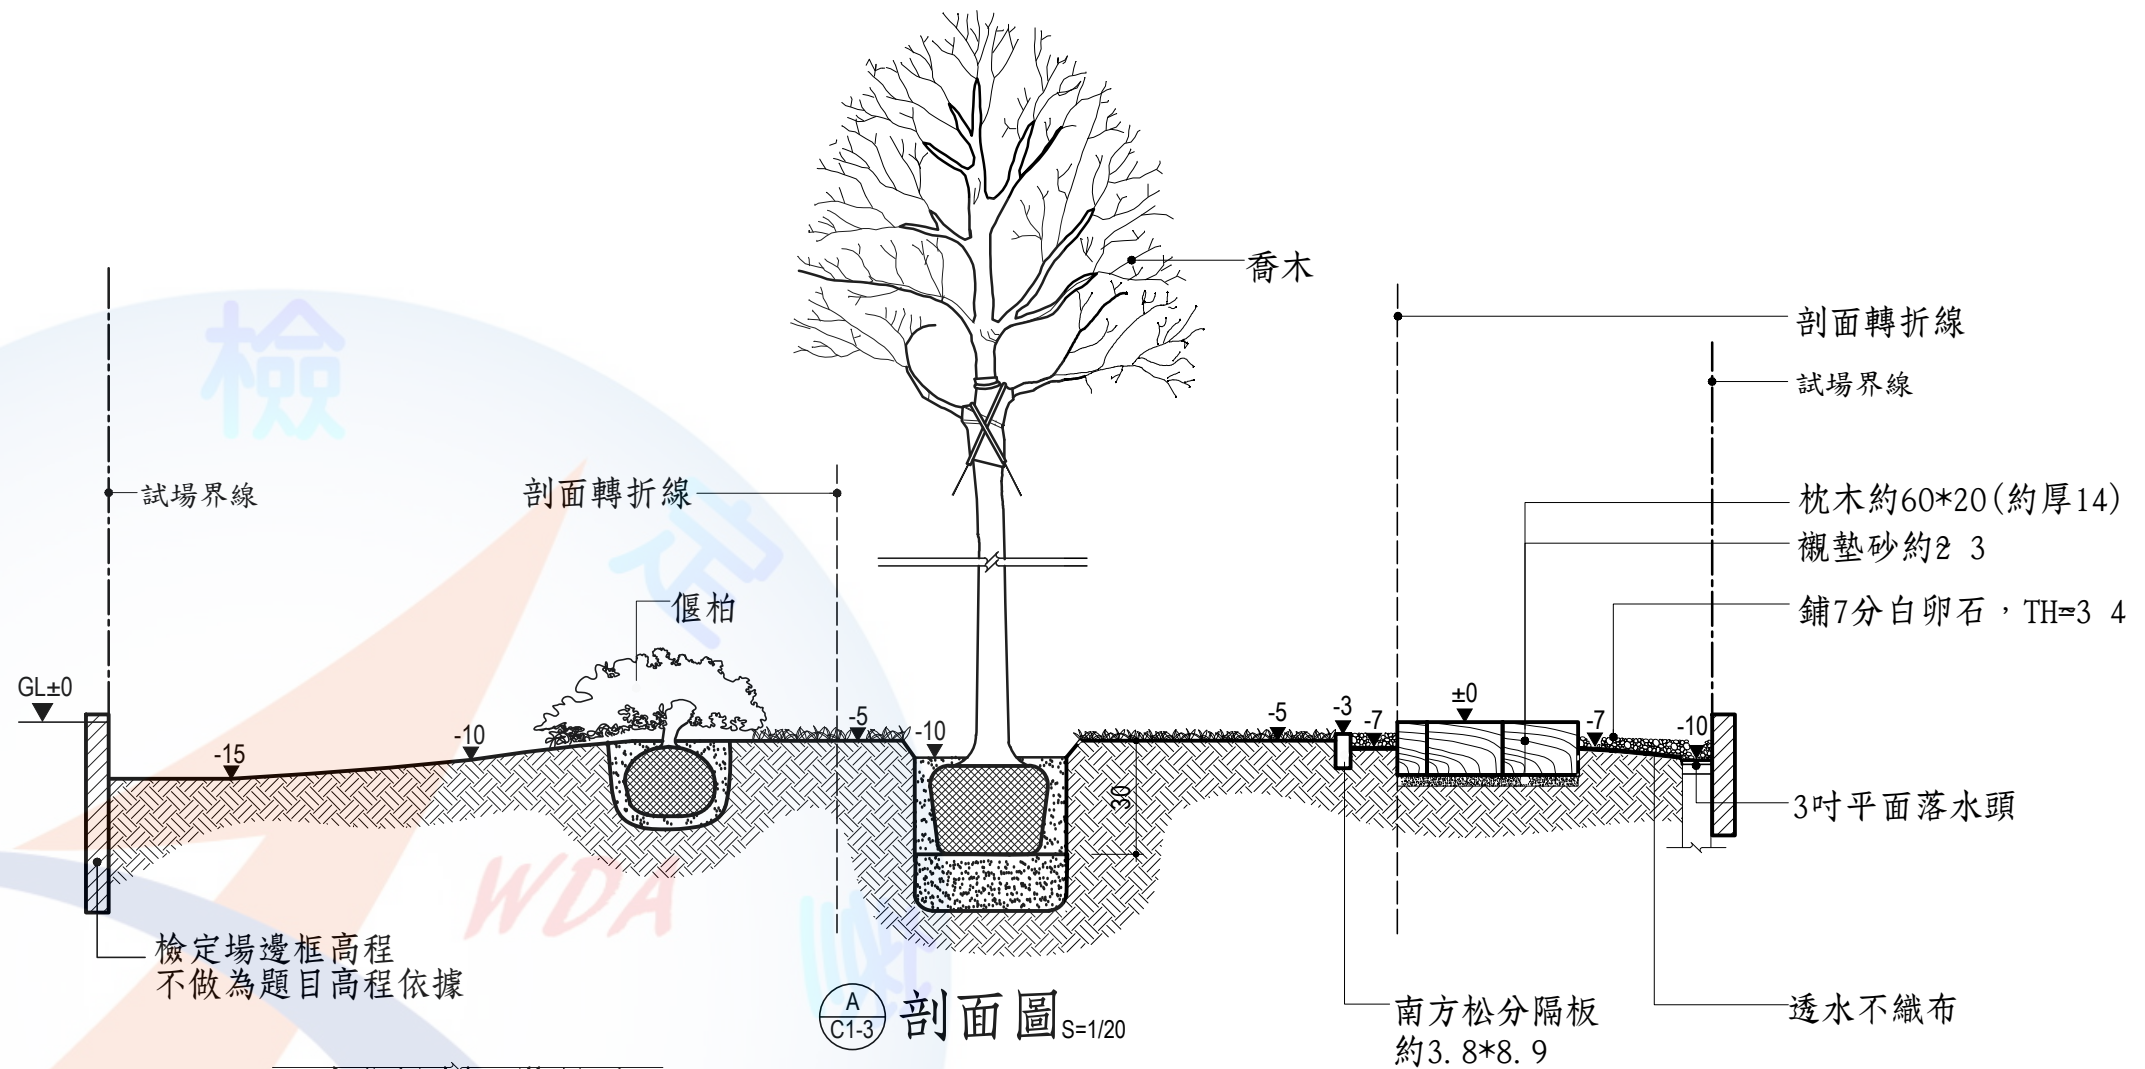 喬木
剖面轉折線
試場界線
試場界線
剖面轉折線
枕木約60*20(約厚14)
襯墊砂約2 3
偃柏
鋪7分白卵石，TH≈3 4
GL±0
-15
-10
-5
-10
-5
-3
-7
±0
-7
-10
30
3吋平面落水頭
檢定場邊框高程
不做為題目高程依據
A
C1-3
剖面圖 S=1/20
南方松分隔板
約3.8*8.9
透水不織布
檢
定
WDA